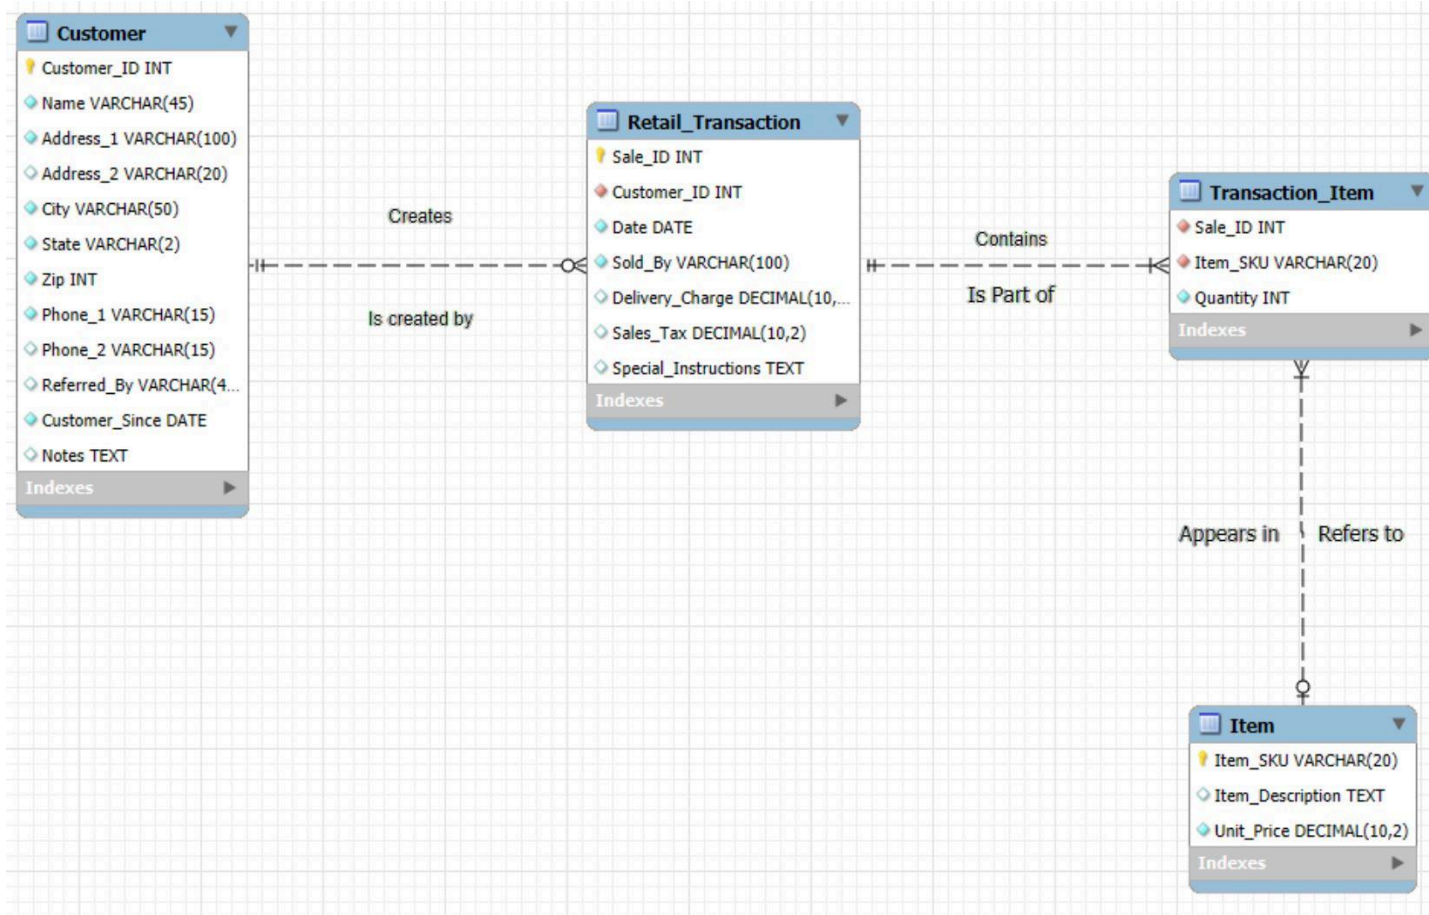 Customer
Customer_ID INT
Name VARCHAR(45)
Address_1 VARCHAR(100)
Address_2 VARCHAR(20)
City VARCHAR(50)
State VARCHAR(2)
Zip INT
Phone_1 VARCHAR(15)
Phone_2 VARCHAR(15)
Referred_By VARCHAR(4...
Customer_Since DATE
Notes TEXT
Indexes
Creates
Is created by
Retail_Transaction
Sale_ID INT
Customer_ID INT
Date DATE
Sold_By VARCHAR(100)
Delivery_Charge DECIMAL(10,...
Sales_Tax DECIMAL(10,2)
Special_Instructions TEXT
Indexes
Contains
Is Part of
Transaction_Item
Sale_ID INT
Item_SKU VARCHAR(20)
Quantity INT
Indexes
Appears in
Refers to
Item
Item_SKU VARCHAR(20)
Item_Description TEXT
Unit_Price DECIMAL(10,2)
Indexes